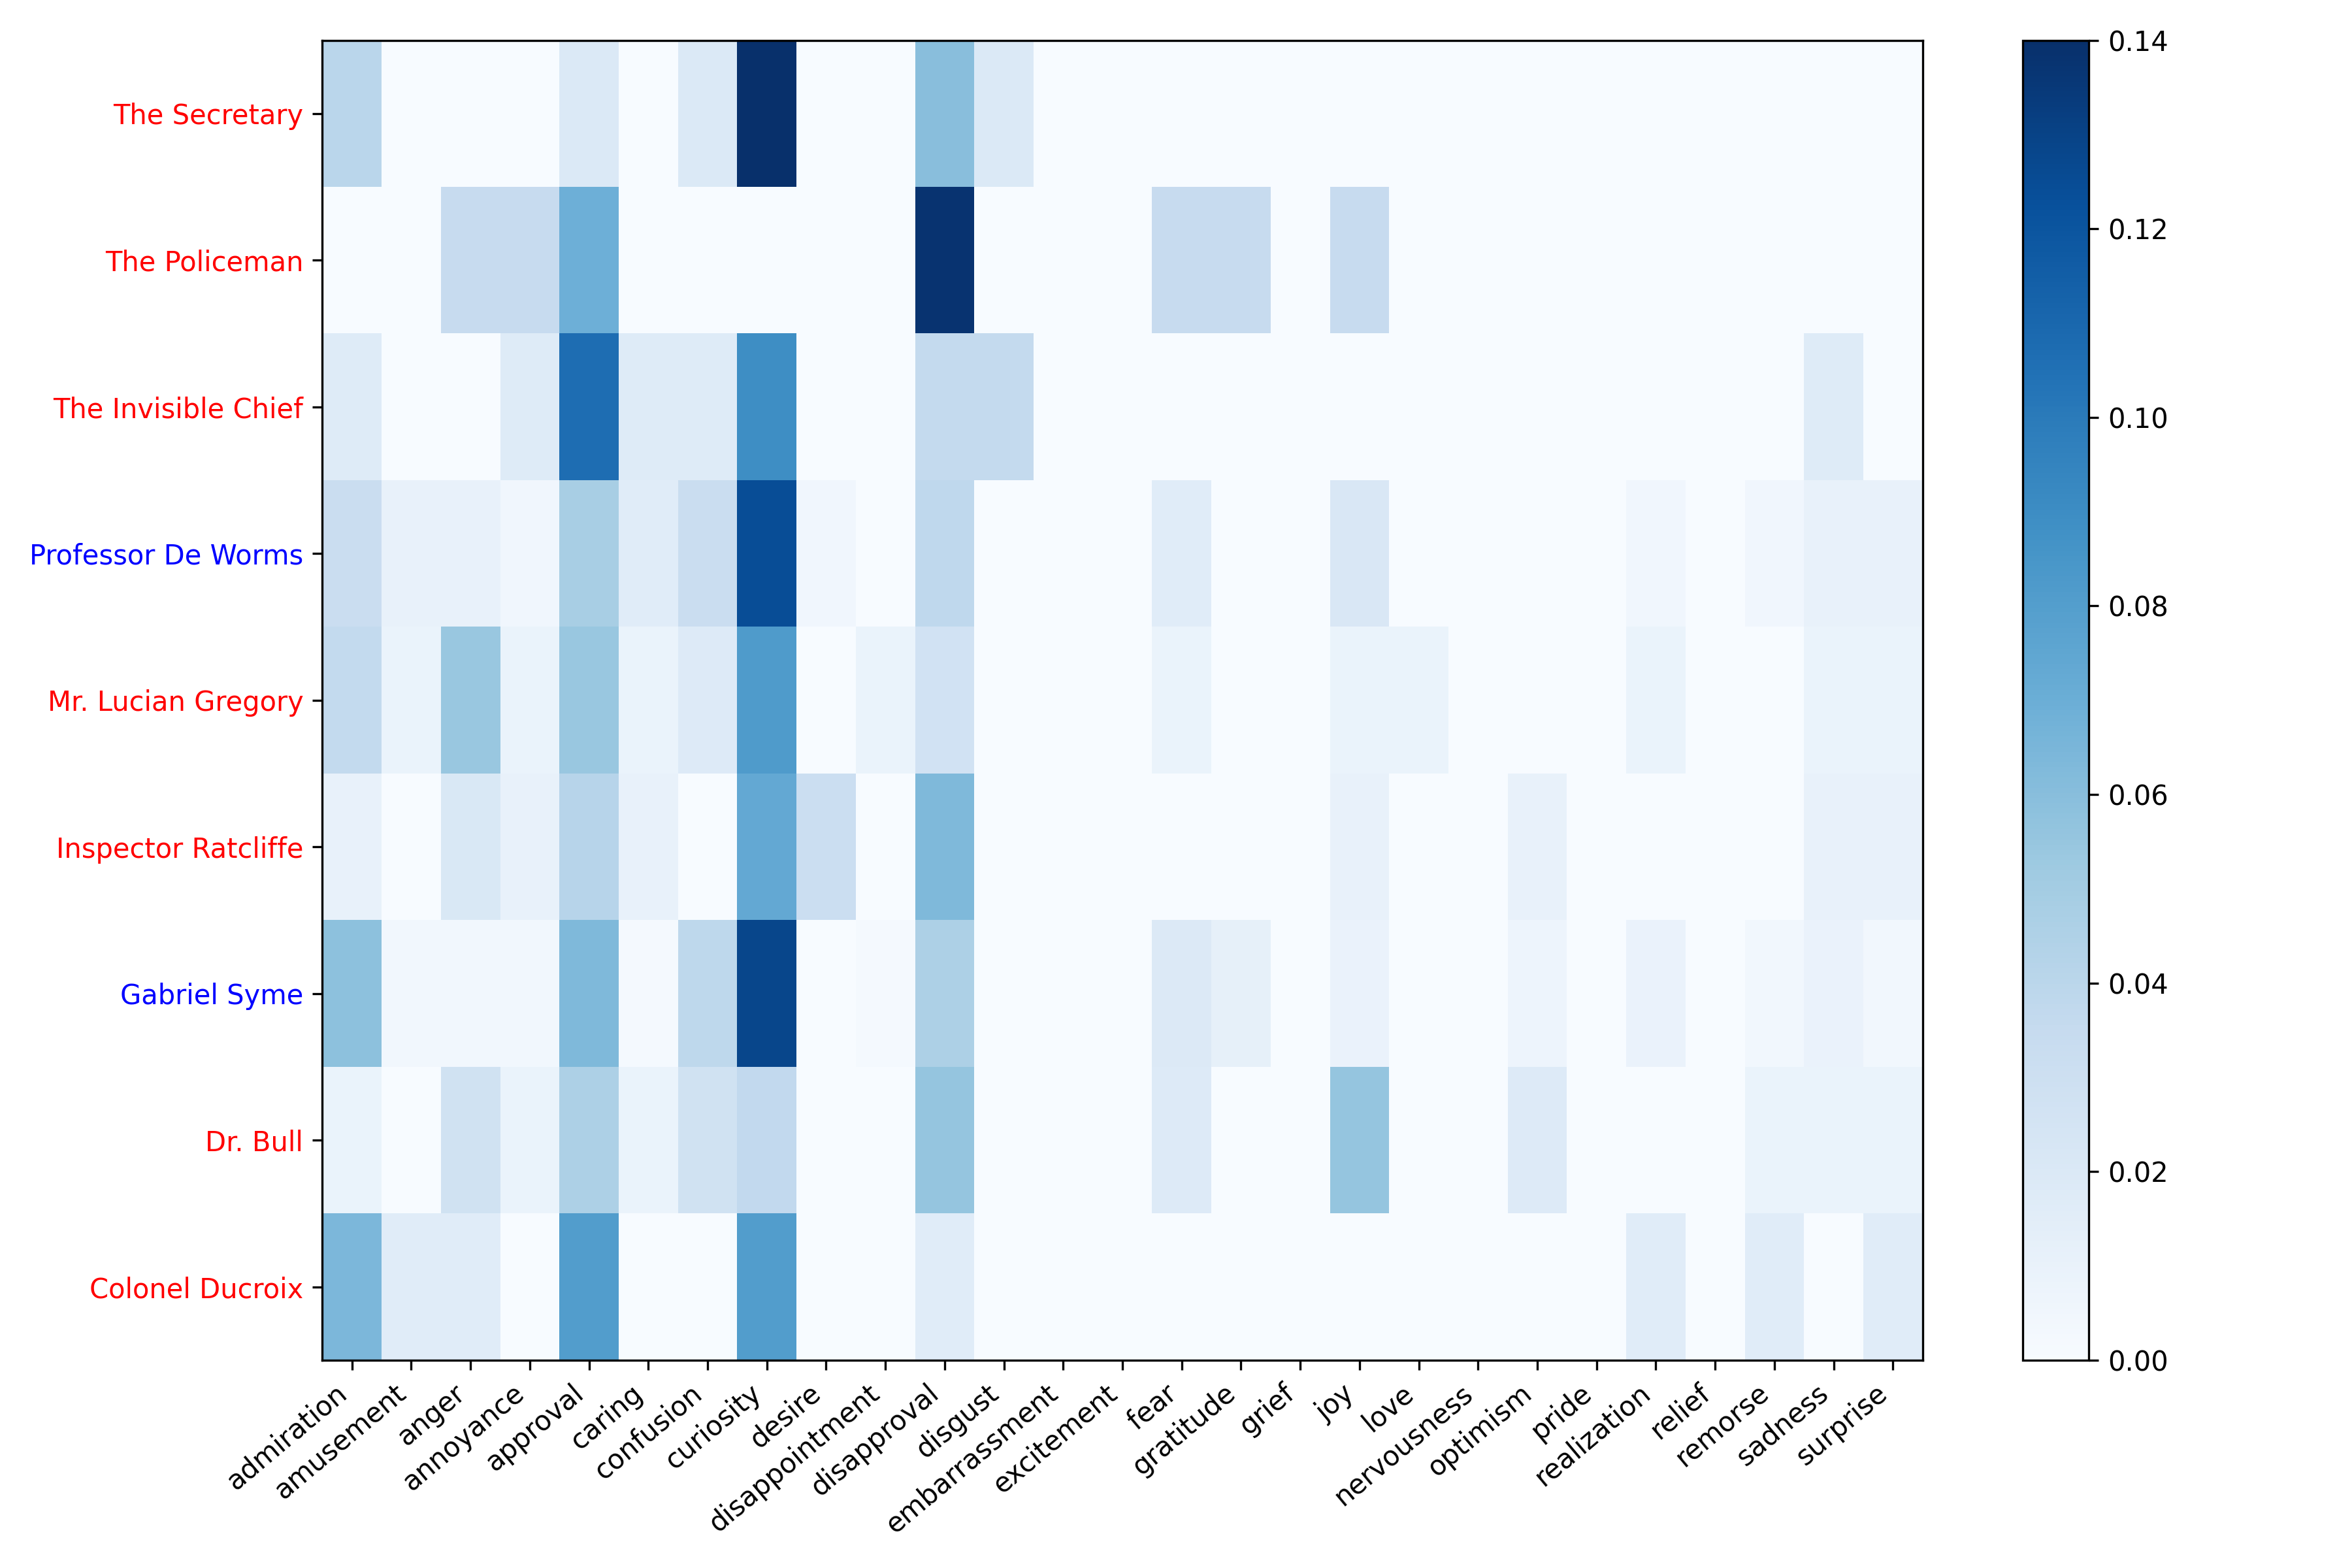 The Secretary
The Policeman
The Invisible Chief
Professor De Worms
Mr. Lucian Gregory
Inspector Ratcliffe
Gabriel Syme
Dr. Bull
Colonel Ducroix
admiration
amusement
anger
annoyance
approval
caring
confusion
curiosity
desire
disappointment
disapproval
disgust
embarrassment
excitement
fear
gratitude
grief
joy
love
nervousness
optimism
pride
realization
relief
remorse
sadness
surprise
0.14
0.12
0.10
0.08
0.06
0.04
0.02
0.00